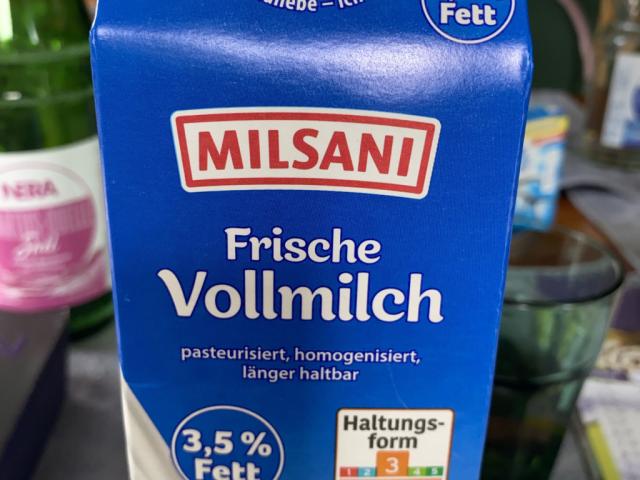 Fett
MILSANI
Frische
Vollmilch
pasteurisiert, homogenisiert,
länger haltbar
3,5 %
Fett
Haltungs-
form
1 2 3 4 5